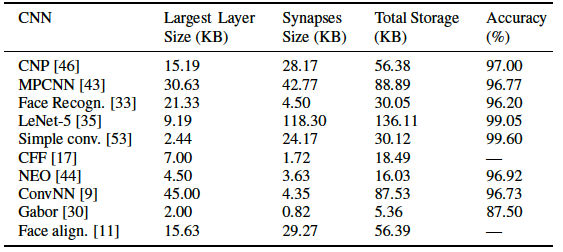 CNN Largest Layer Synapses Total Storage Accuracy
Size (KB) Size (KB) (KB) (%)
CNP [46] 15.19 28.17 56.38 97.00
MPCNN [43] 30.63 42.77 88.89 96.77
Face Recogn. [33] 21.33 4.50 30.05 96.20
LeNet-5 [35] 9.19 118.30 136.11 99.05
Simple conv. [53] 2.44 24.17 30.12 99.60
CFF [17] 7.00 1.72 18.49 —
NEO [44] 4.50 3.63 16.03 96.92
ConvNN [9] 45.00 4.35 87.53 96.73
Gabor [30] 2.00 0.82 5.36 87.50
Face align. [11] 15.63 29.27 56.39 —